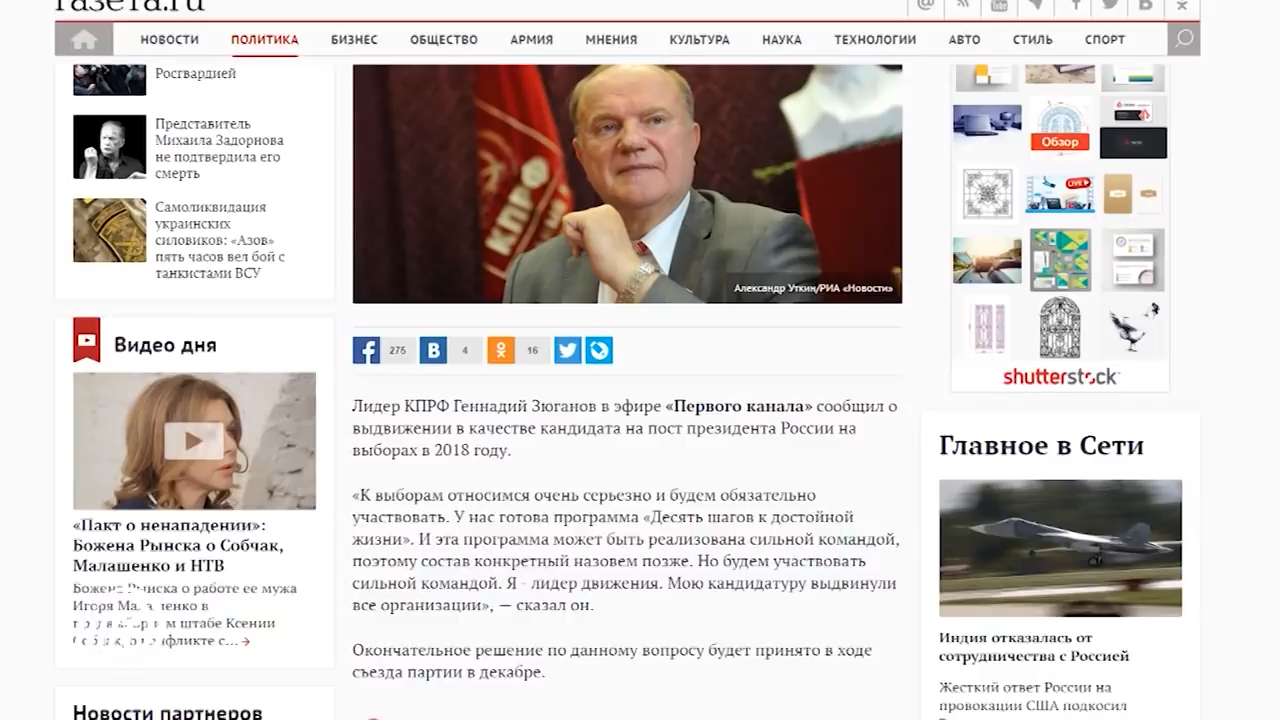 газета.ru
НОВОСТИ ПОЛИТИКА БИЗНЕС ОБЩЕСТВО АРМИЯ МНЕНИЯ КУЛЬТУРА НАУКА ТЕХНОЛОГИИ АВТО СТИЛЬ СПОРТ
Росгвардией
Представитель
Михаила Задорнова
не подтвердила его
смерть
Самоликвидация
украинских
силовиков: «Азов»
пять часов вел бой с
танкистами ВСУ
Видео дня
«Пакт о ненападении»:
Божена Рынска о Собчак,
Малашенко и НТВ
Божена Рынска о работе ее мужа
Игоря Малашенко в
предвыборном штабе Ксении
Собчак, о конфликте с...
Новости партнеров
КПРФ
Александр Уткин/РИА «Новости»
275 4 16
Лидер КПРФ Геннадий Зюганов в эфире «Первого канала» сообщил о
выдвижении в качестве кандидата на пост президента России на
выборах в 2018 году.
«К выборам относимся очень серьезно и будем обязательно
участвовать. У нас готова программа «Десять шагов к достойной
жизни». И эта программа может быть реализована сильной командой,
поэтому состав конкретный назовем позже. Но будем участвовать
сильной командой. Я - лидер движения. Мою кандидатуру выдвинули
все организации», — сказал он.
Окончательное решение по данному вопросу будет принято в ходе
съезда партии в декабре.
Обзор
LIVE
shutterstock
Главное в Сети
Индия отказалась от
сотрудничества с Россией
Жесткий ответ России на
провокации США подкосил